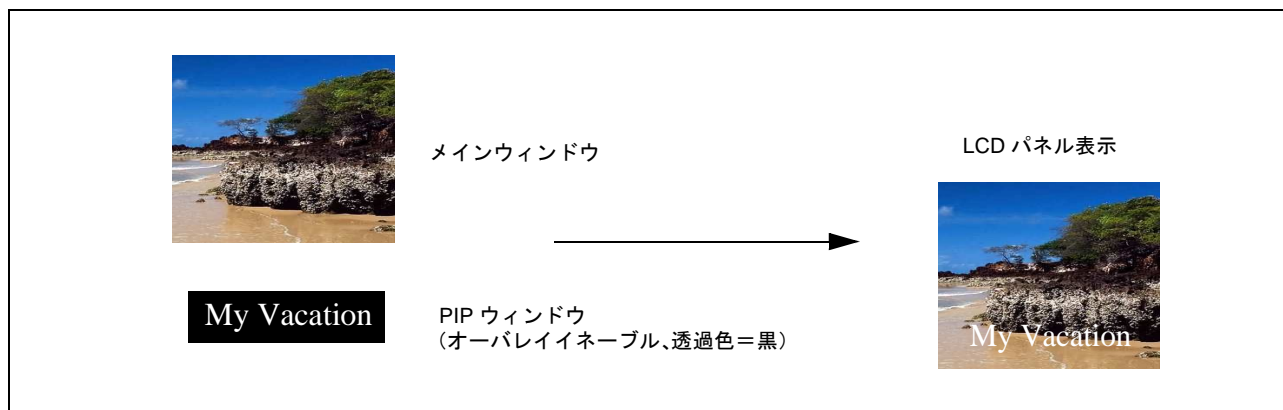 メインウィンドウ
My Vacation
PIP ウィンドウ
(オーバレイイネーブル、透過色＝黒)
LCD パネル表示
My Vacation